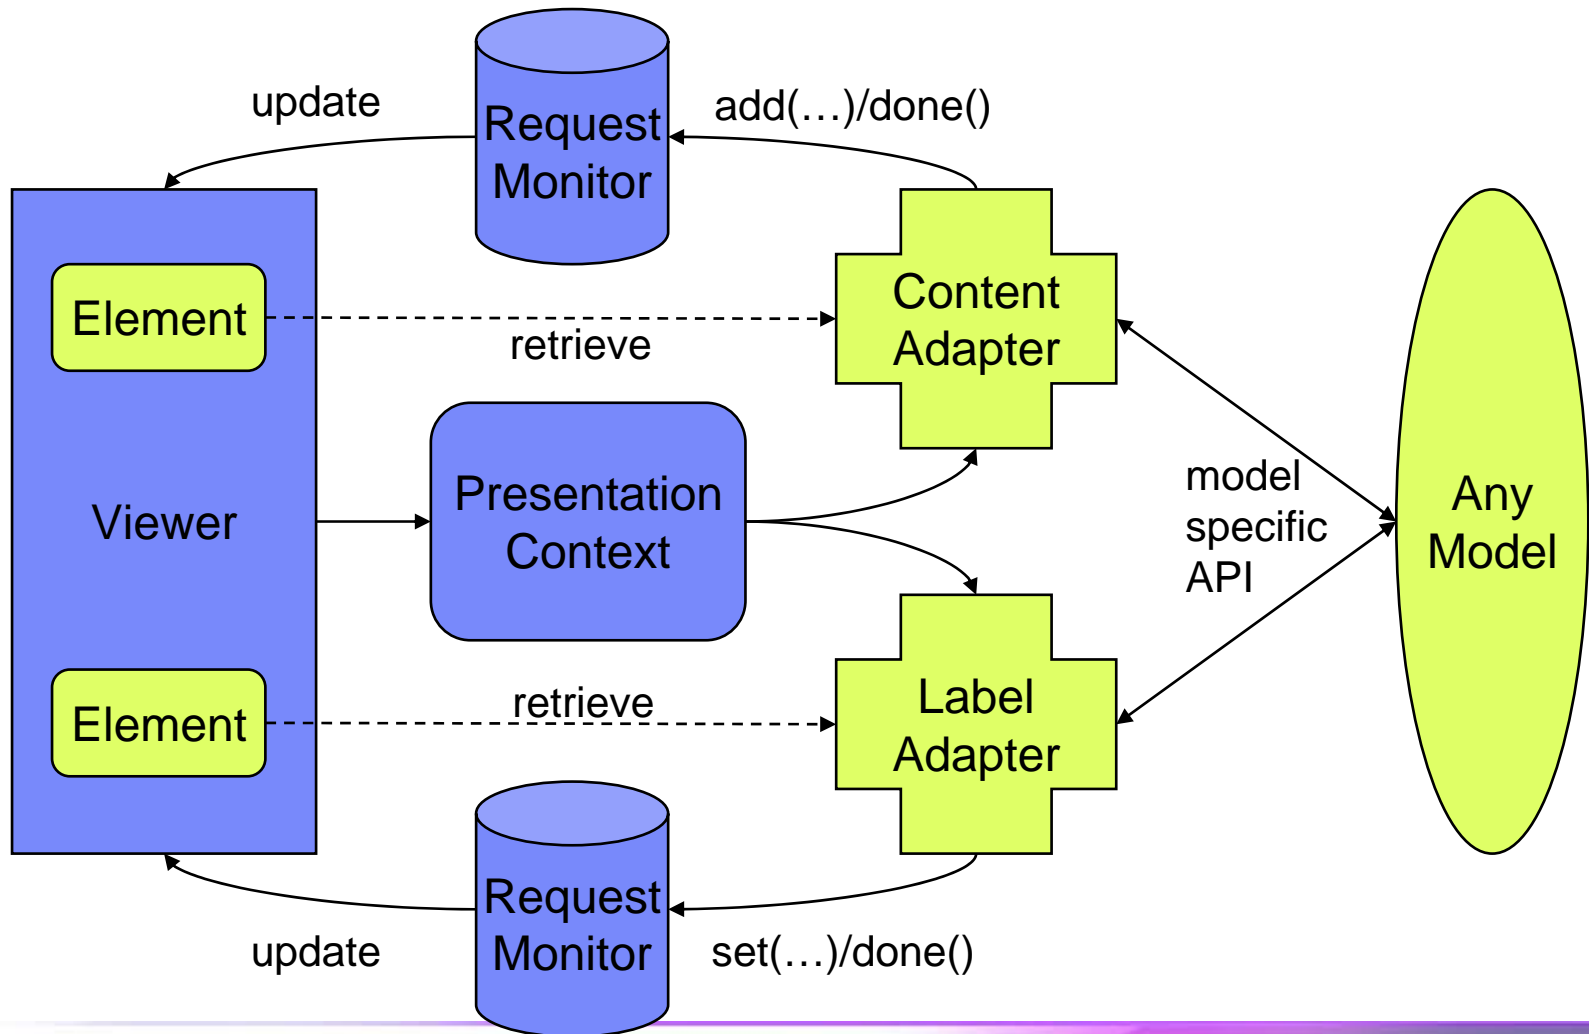 update
Request
Monitor
add(…)/done()
Element
retrieve
Content
Adapter
Viewer
Presentation
Context
model
specific
API
Any
Model
Element
retrieve
Label
Adapter
update
Request
Monitor
set(…)/done()